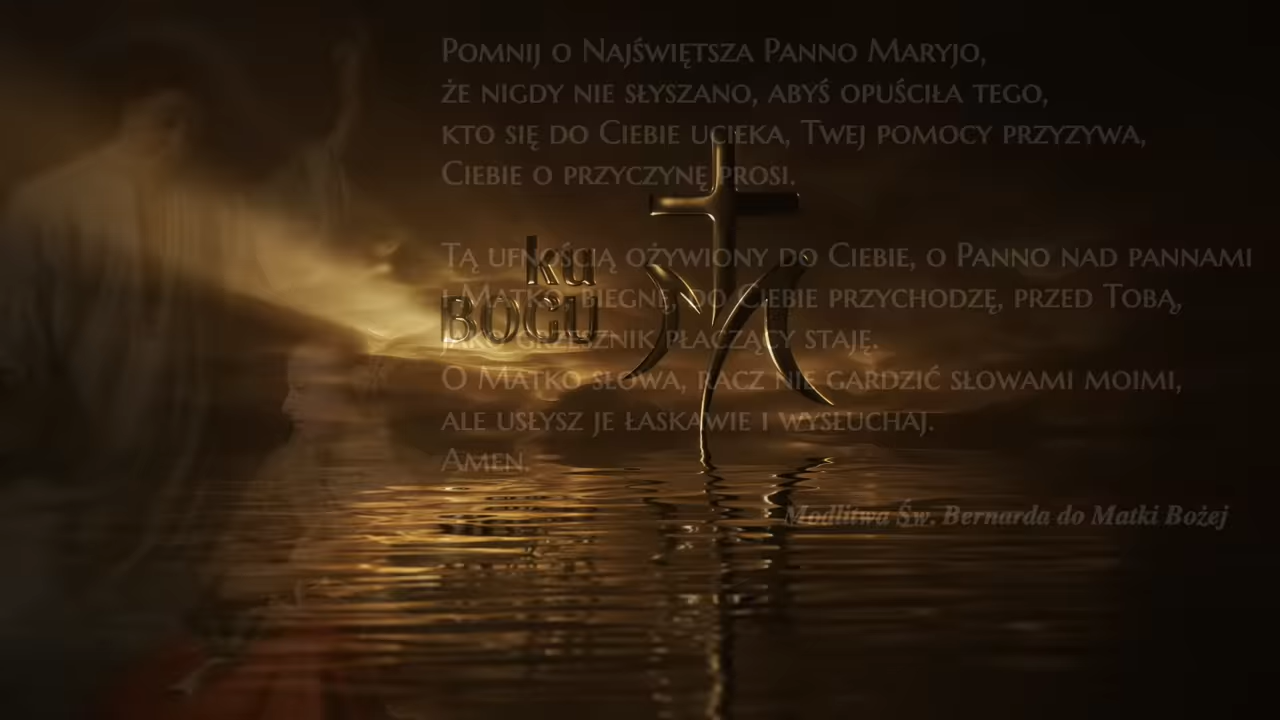 Pomnij o Najświętsza Panno Maryjo,
że nigdy nie słyszano, abyś opuściła tego,
kto się do Ciebie ucieka, Twej pomocy przyzywa,
Ciebie o przyczynę prosi.
Tą ufnością ożywiony do Ciebie, o Panno nad pannami
i Matko, biegnę, do Ciebie przychodzę, przed Tobą,
jako grzesznik płaczący staję.
O Matko słowa, racz nie gardzić słowami moimi,
ale usłysz je łaskawie i wysłuchaj.
Amen.
ku
BOGU
Modlitwa Św. Bernarda do Matki Bożej